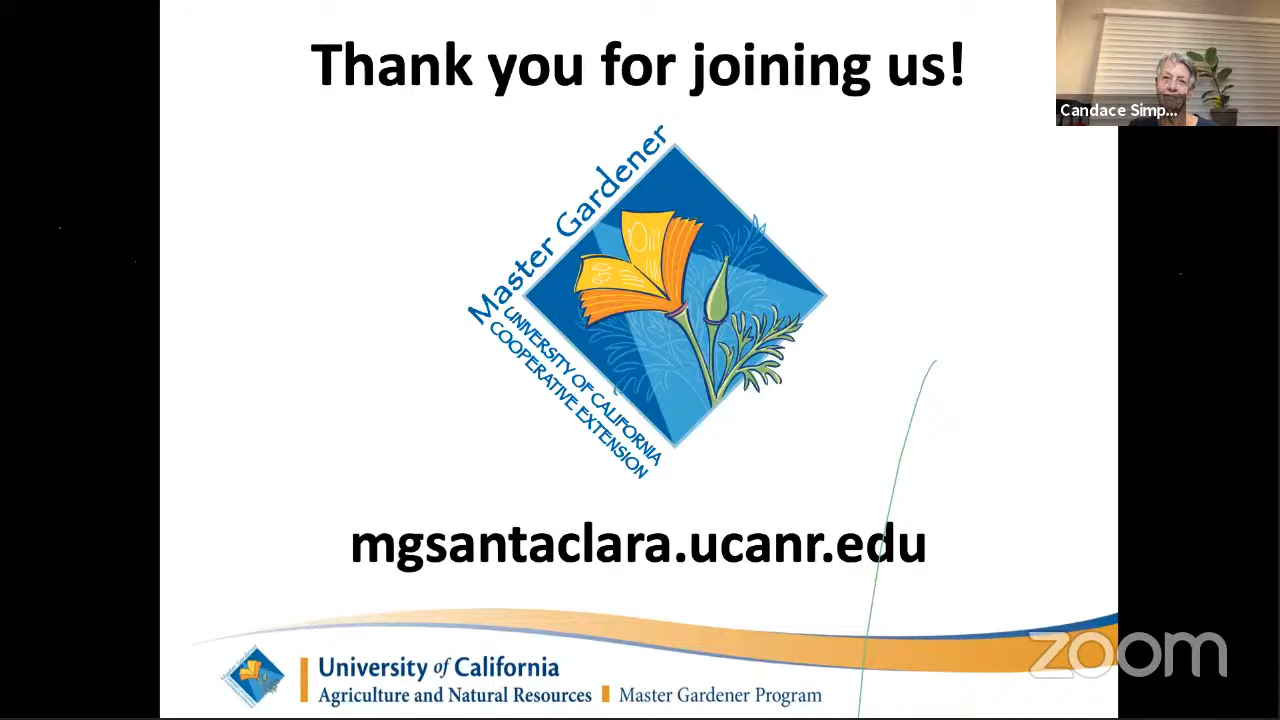 Thank you for joining us!
Candace Simp...
Master Gardener
UNIVERSITY OF CALIFORNIA
COOPERATIVE EXTENSION
mgsantaclara.ucanr.edu
zoom
University of California
Agriculture and Natural Resources Master Gardener Program